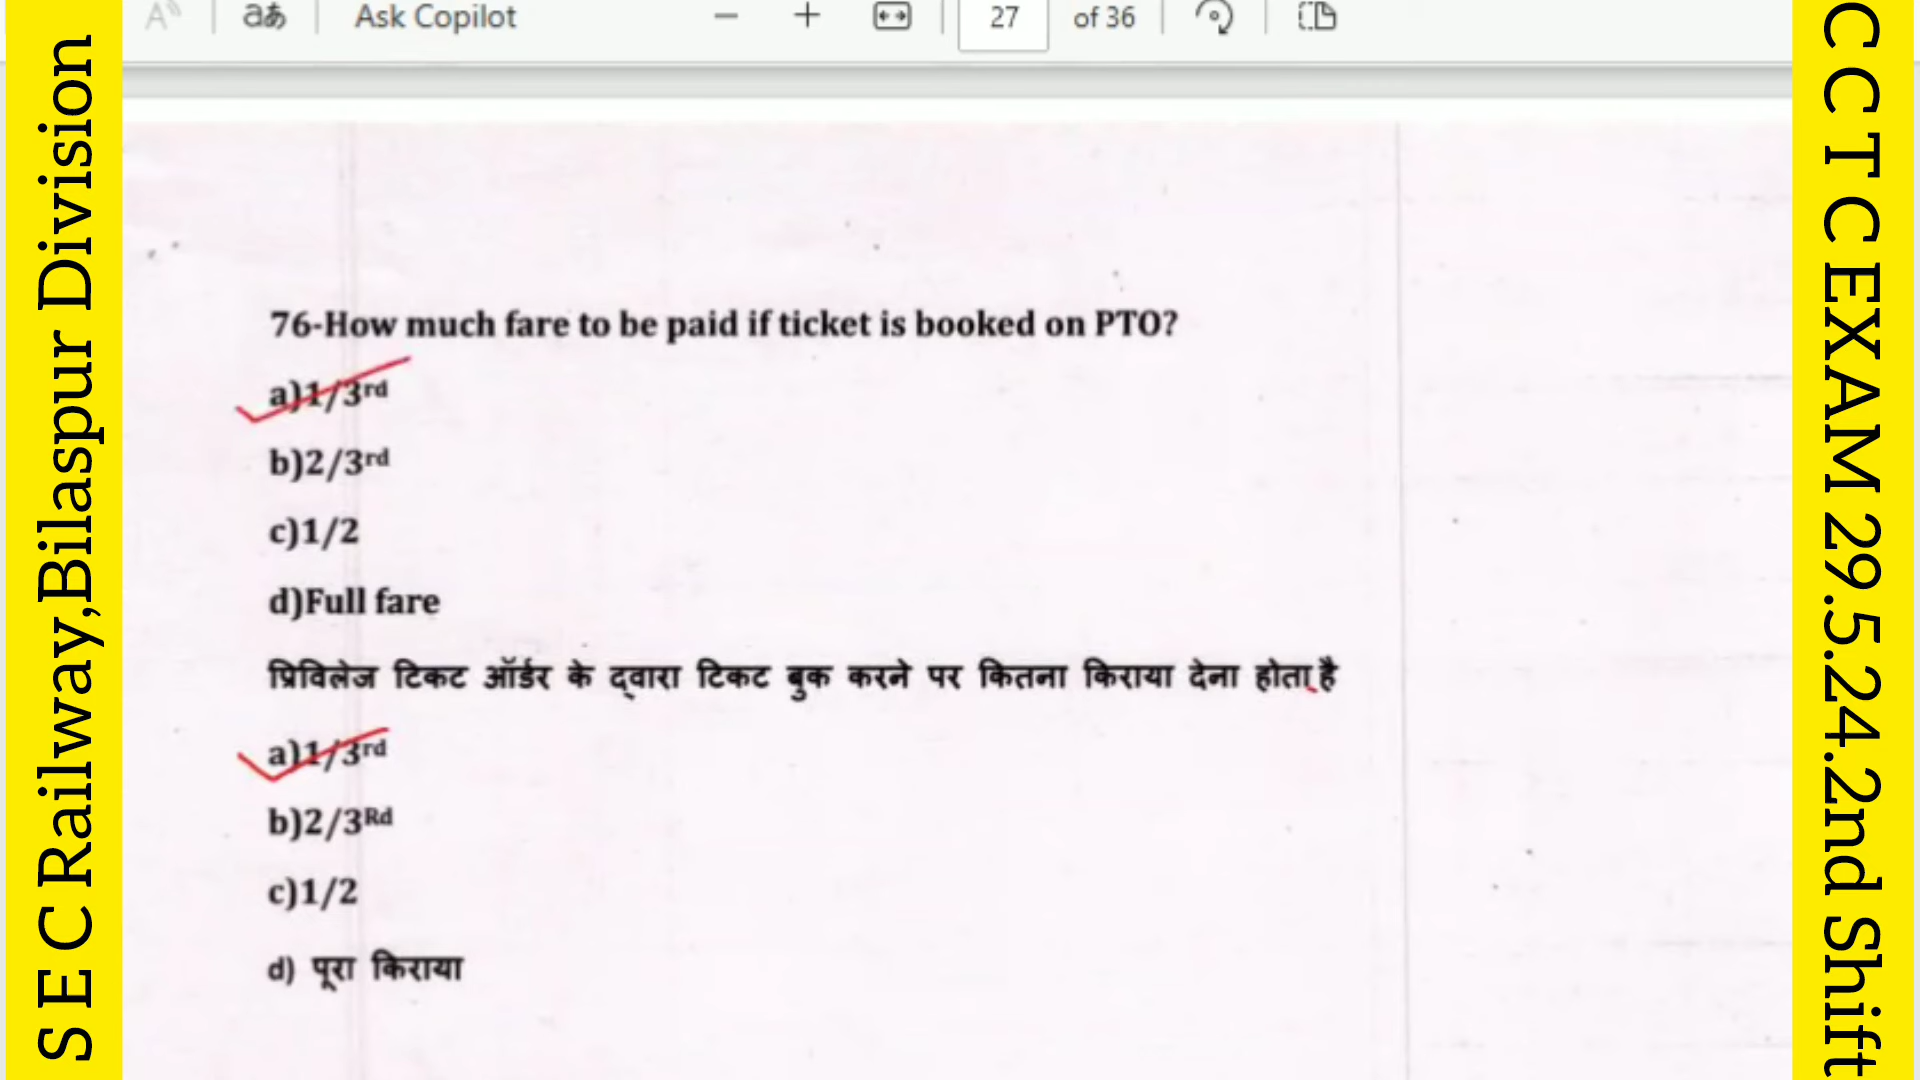 Ask Copilot
27 of 36
S E C Railway,Bilaspur Division
76-How much fare to be paid if ticket is booked on PTO?
a)1/3rd
b)2/3rd
c)1/2
d)Full fare
प्रिविलेज टिकट ऑर्डर के द्वारा टिकट बुक करने पर कितना किराया देना होता है
a)1/3rd
b)2/3Rd
c)1/2
d) पूरा किराया
C C T C EXAM 29.5.24.2nd Shift